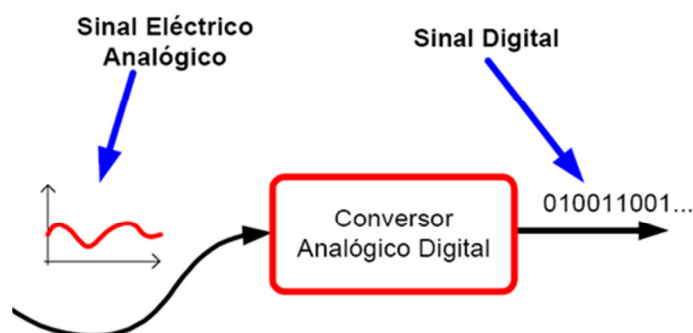 Sinal Eléctrico
Analógico
Sinal Digital
010011001...
Conversor
Analógico Digital